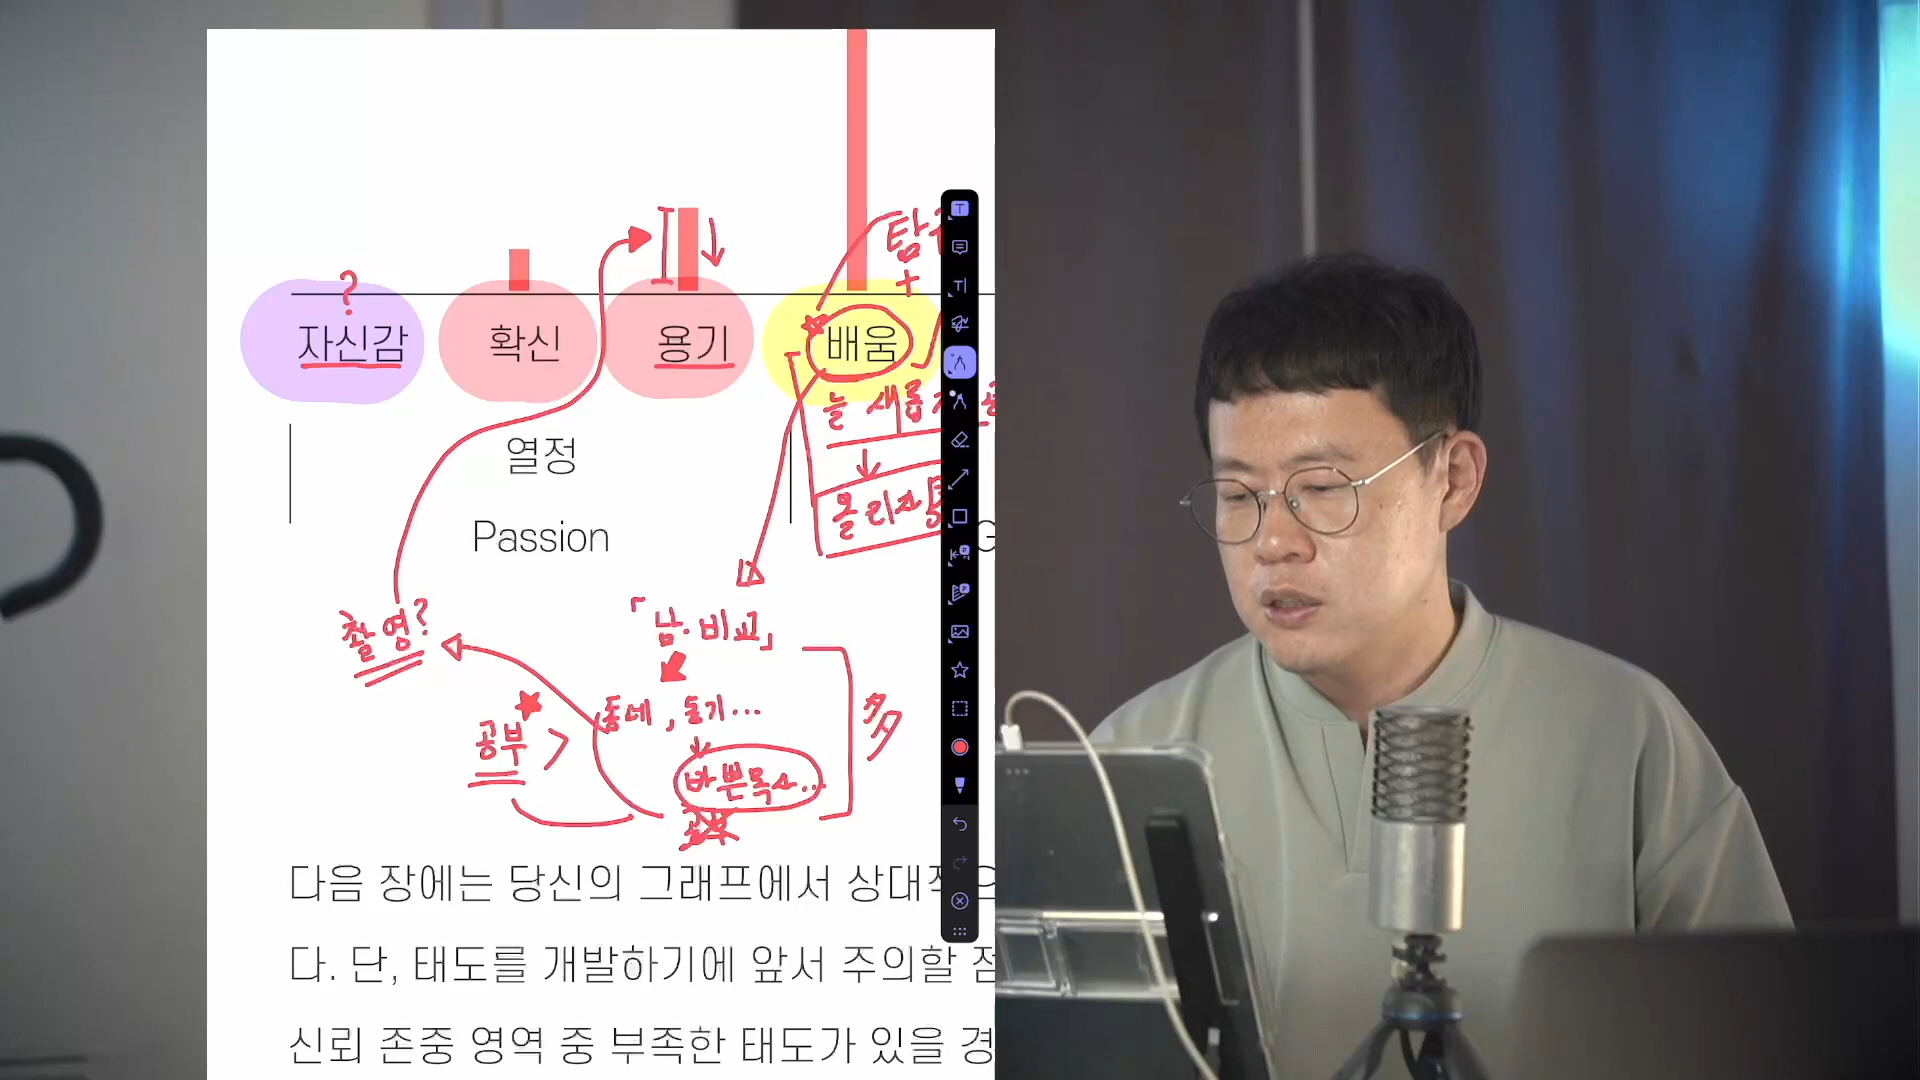 탐
+
?
자신감 확신 용기 배움
늘 새롭
열정
Passion
올리
촬영?
「남·비교」
동네, 동기...
공부
바쁜
多
다음 장에는 당신의 그래프에서 상대적으
다. 단, 태도를 개발하기에 앞서 주의할 점
신뢰 존중 영역 중 부족한 태도가 있을 경